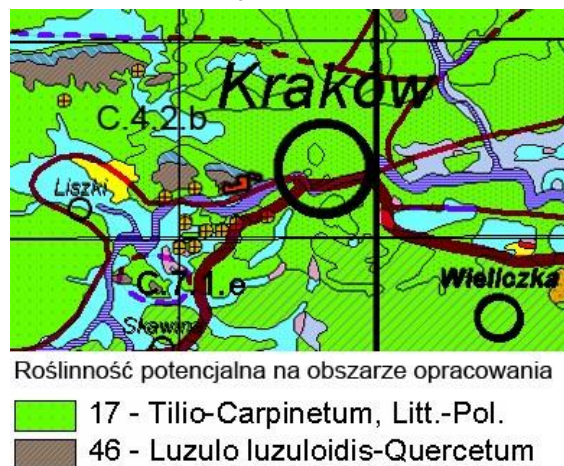 Kraków
C.4.2.b
Liszki
Wieliczka
C.7.1.e
Skawina
Roślinność potencjalna na obszarze opracowania
17 - Tilio-Carpinetum, Litt.-Pol.
46 - Luzulo luzuloidis-Quercetum